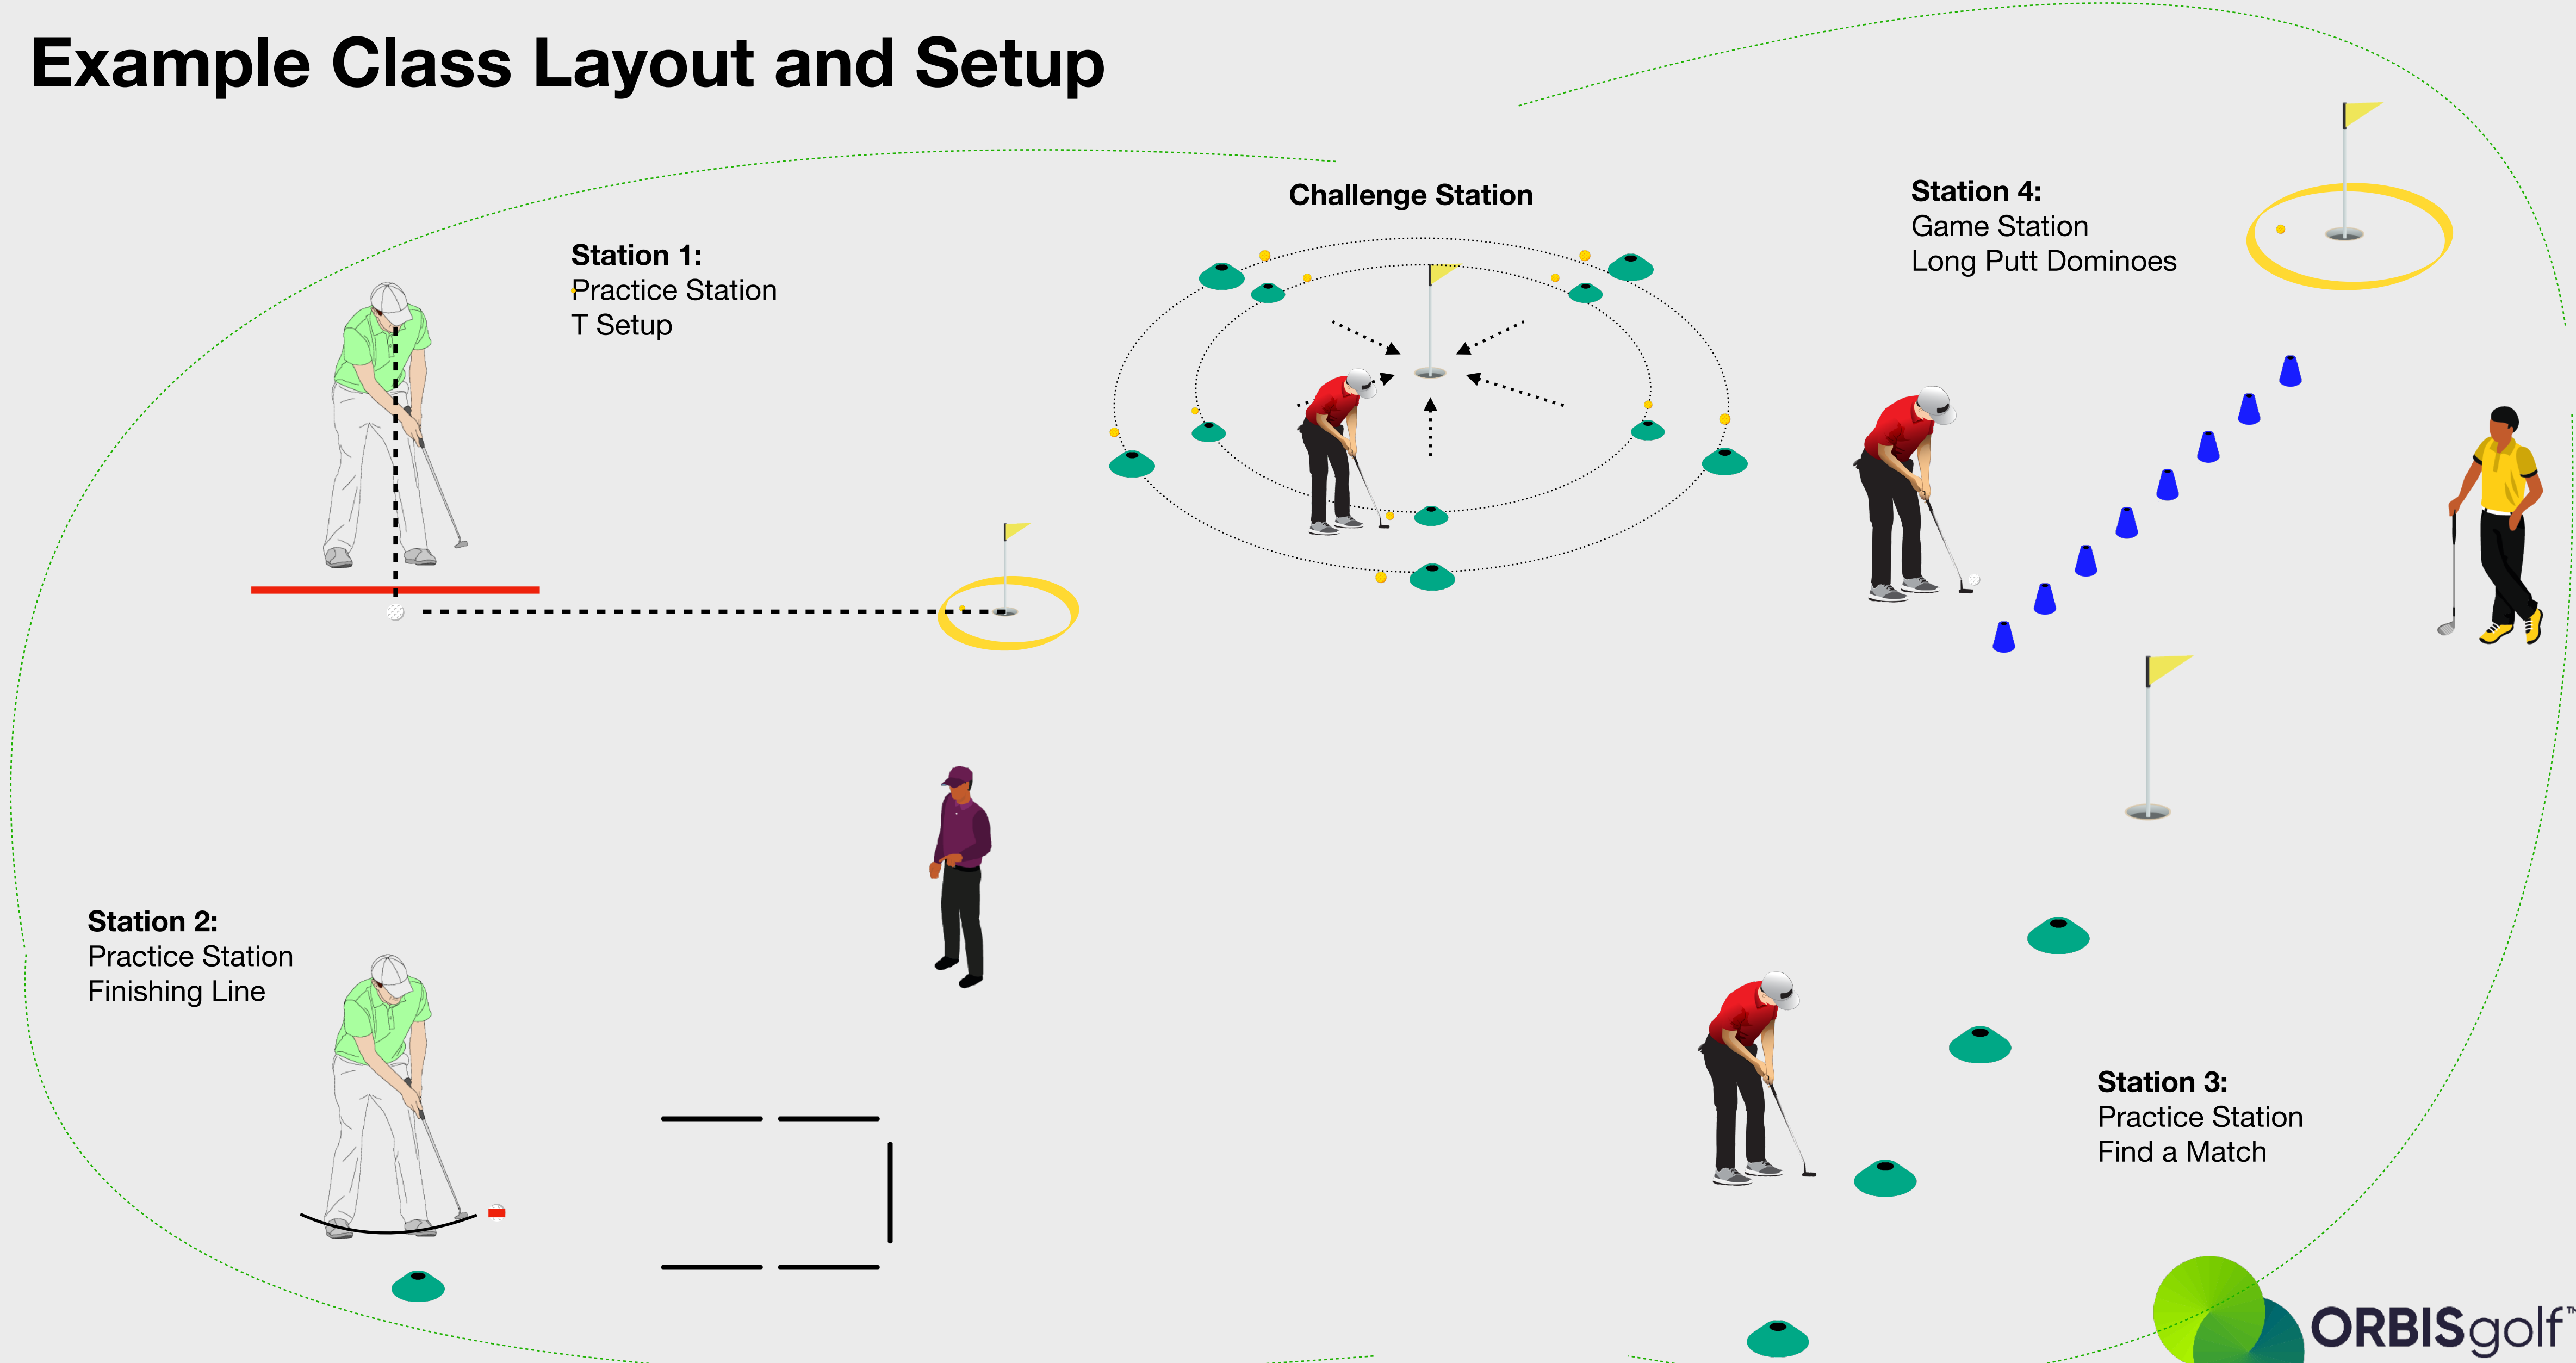 Example Class Layout and Setup
Challenge Station
Station 1:
Practice Station
T Setup
Station 4:
Game Station
Long Putt Dominoes
Station 2:
Practice Station
Finishing Line
Station 3:
Practice Station
Find a Match
ORBISgolf™